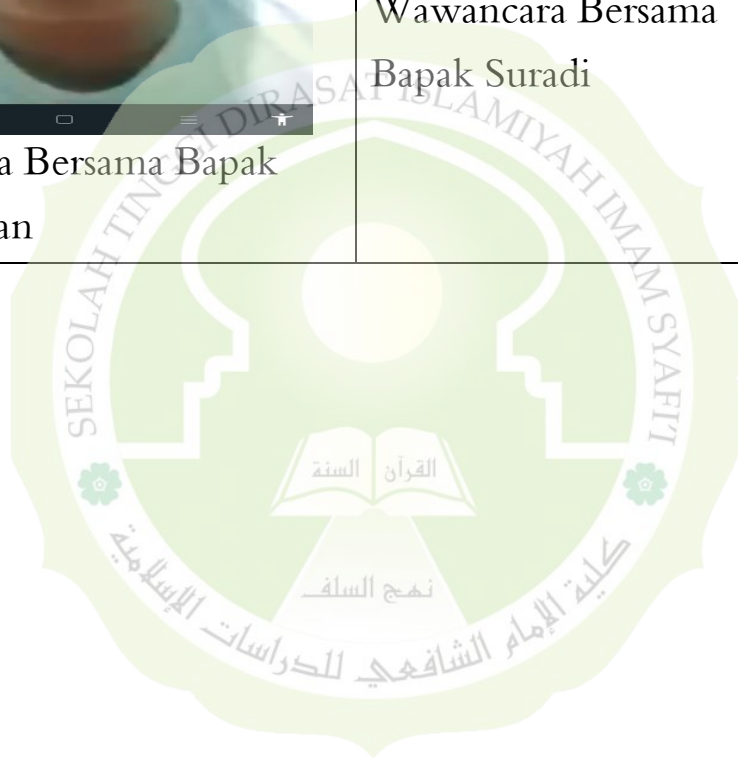 Wawancara Bersama
Bapak Suradi
a Bersama Bapak
an
SEKOLAH TINGGI DIRASAT ISLAMIYAH IMAM SYAFI'I
القرآن السنة
نهج السلف
كلية الإمام الشافعي للدراسات الإسلامية